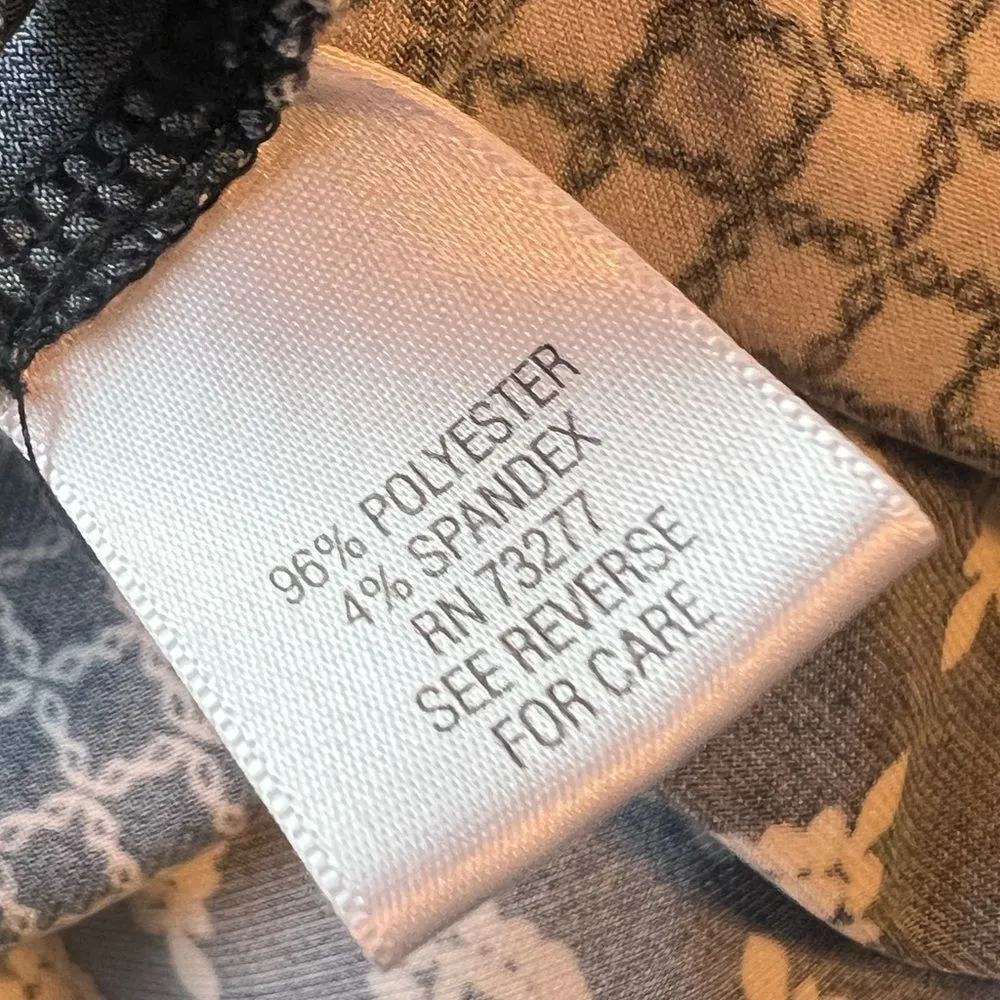 96% POLYESTER
4% SPANDEX
RN 73277
SEE REVERSE
FOR CARE